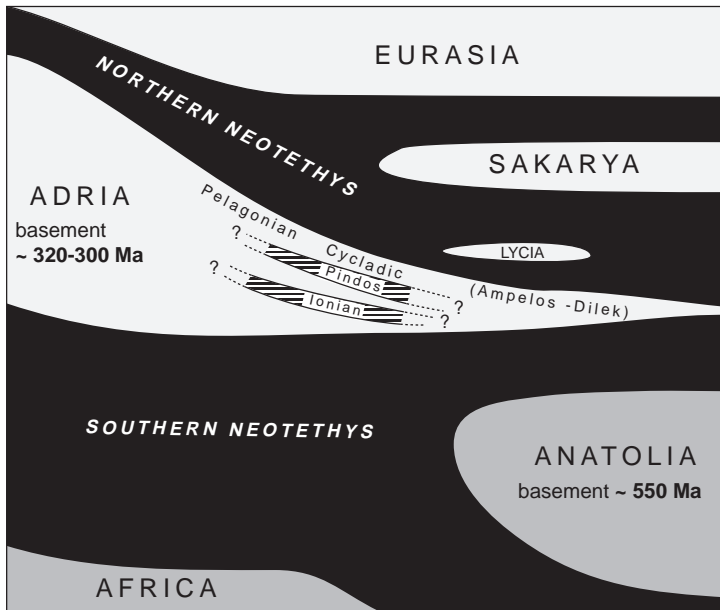 EURASIA
NORTHERN NEOTETHYS
SAKARYA
ADRIA
basement
~ 320-300 Ma
Pelagonian Cycladic
(Ampelos -Dilek)
LYCIA
? Pindos ?
? Ionian ?
SOUTHERN NEOTETHYS
ANATOLIA
basement ~ 550 Ma
AFRICA